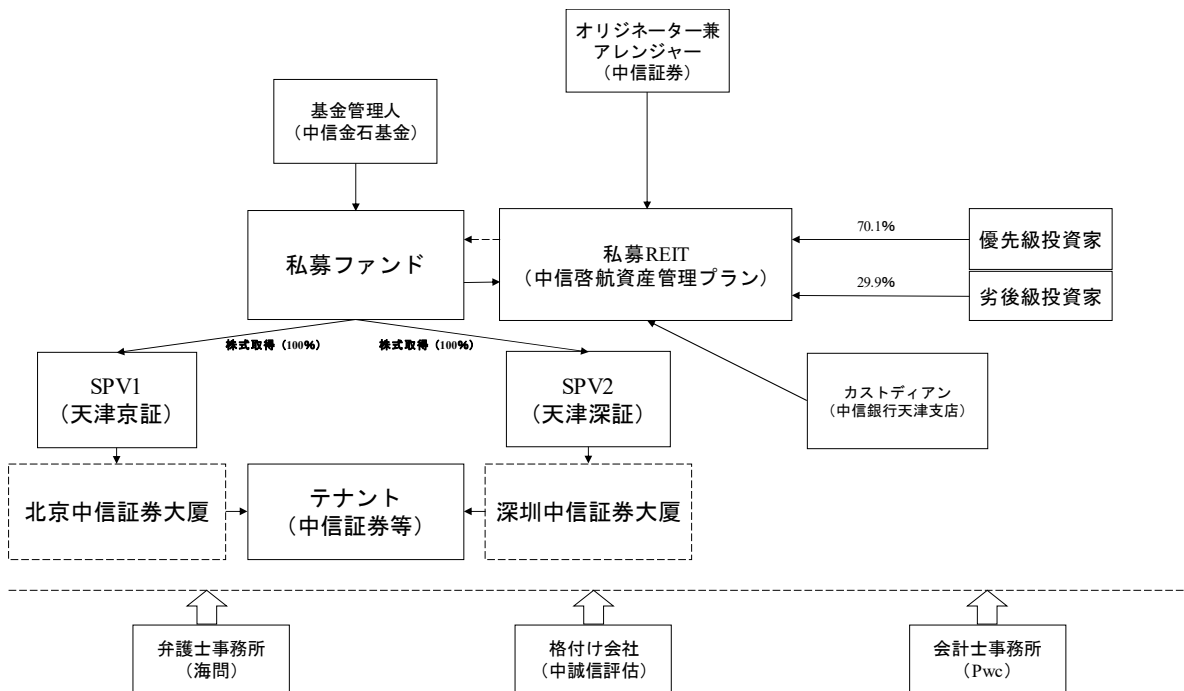 オリジネーター兼
アレンジャー
（中信証券）
基金管理人
（中信金石基金）
私募ファンド
私募REIT
（中信啓航資産管理プラン）
70.1%
優先級投資家
29.9%
劣後級投資家
株式取得（100%）
株式取得（100%）
SPV1
（天津京証）
SPV2
（天津深証）
カストディアン
（中信銀行天津支店）
北京中信証券大厦
テナント
（中信証券等）
深圳中信証券大厦
弁護士事務所
（海問）
格付け会社
（中誠信評估）
会計士事務所
（Pwc）